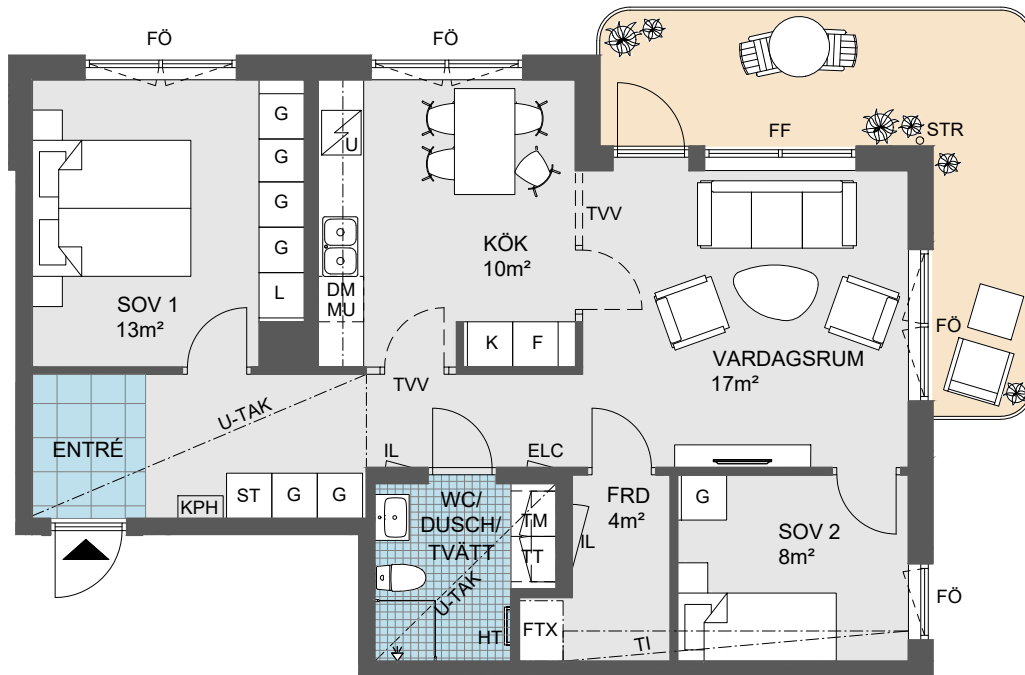 FÖ
FÖ
G
G
G
G
L
U
DM
MU
KÖK
10m²
TVV
FF
STR
FÖ
SOV 1
13m²
K
F
VARDAGSRUM
17m²
TVV
U-TAK
ENTRÉ
KPH
ST
G
G
IL
ELC
WC/
DUSCH/
TVÄTT
TM
TT
U-TAK
HT
FTX
FRD
4m²
IL
TI
G
SOV 2
8m²
FÖ